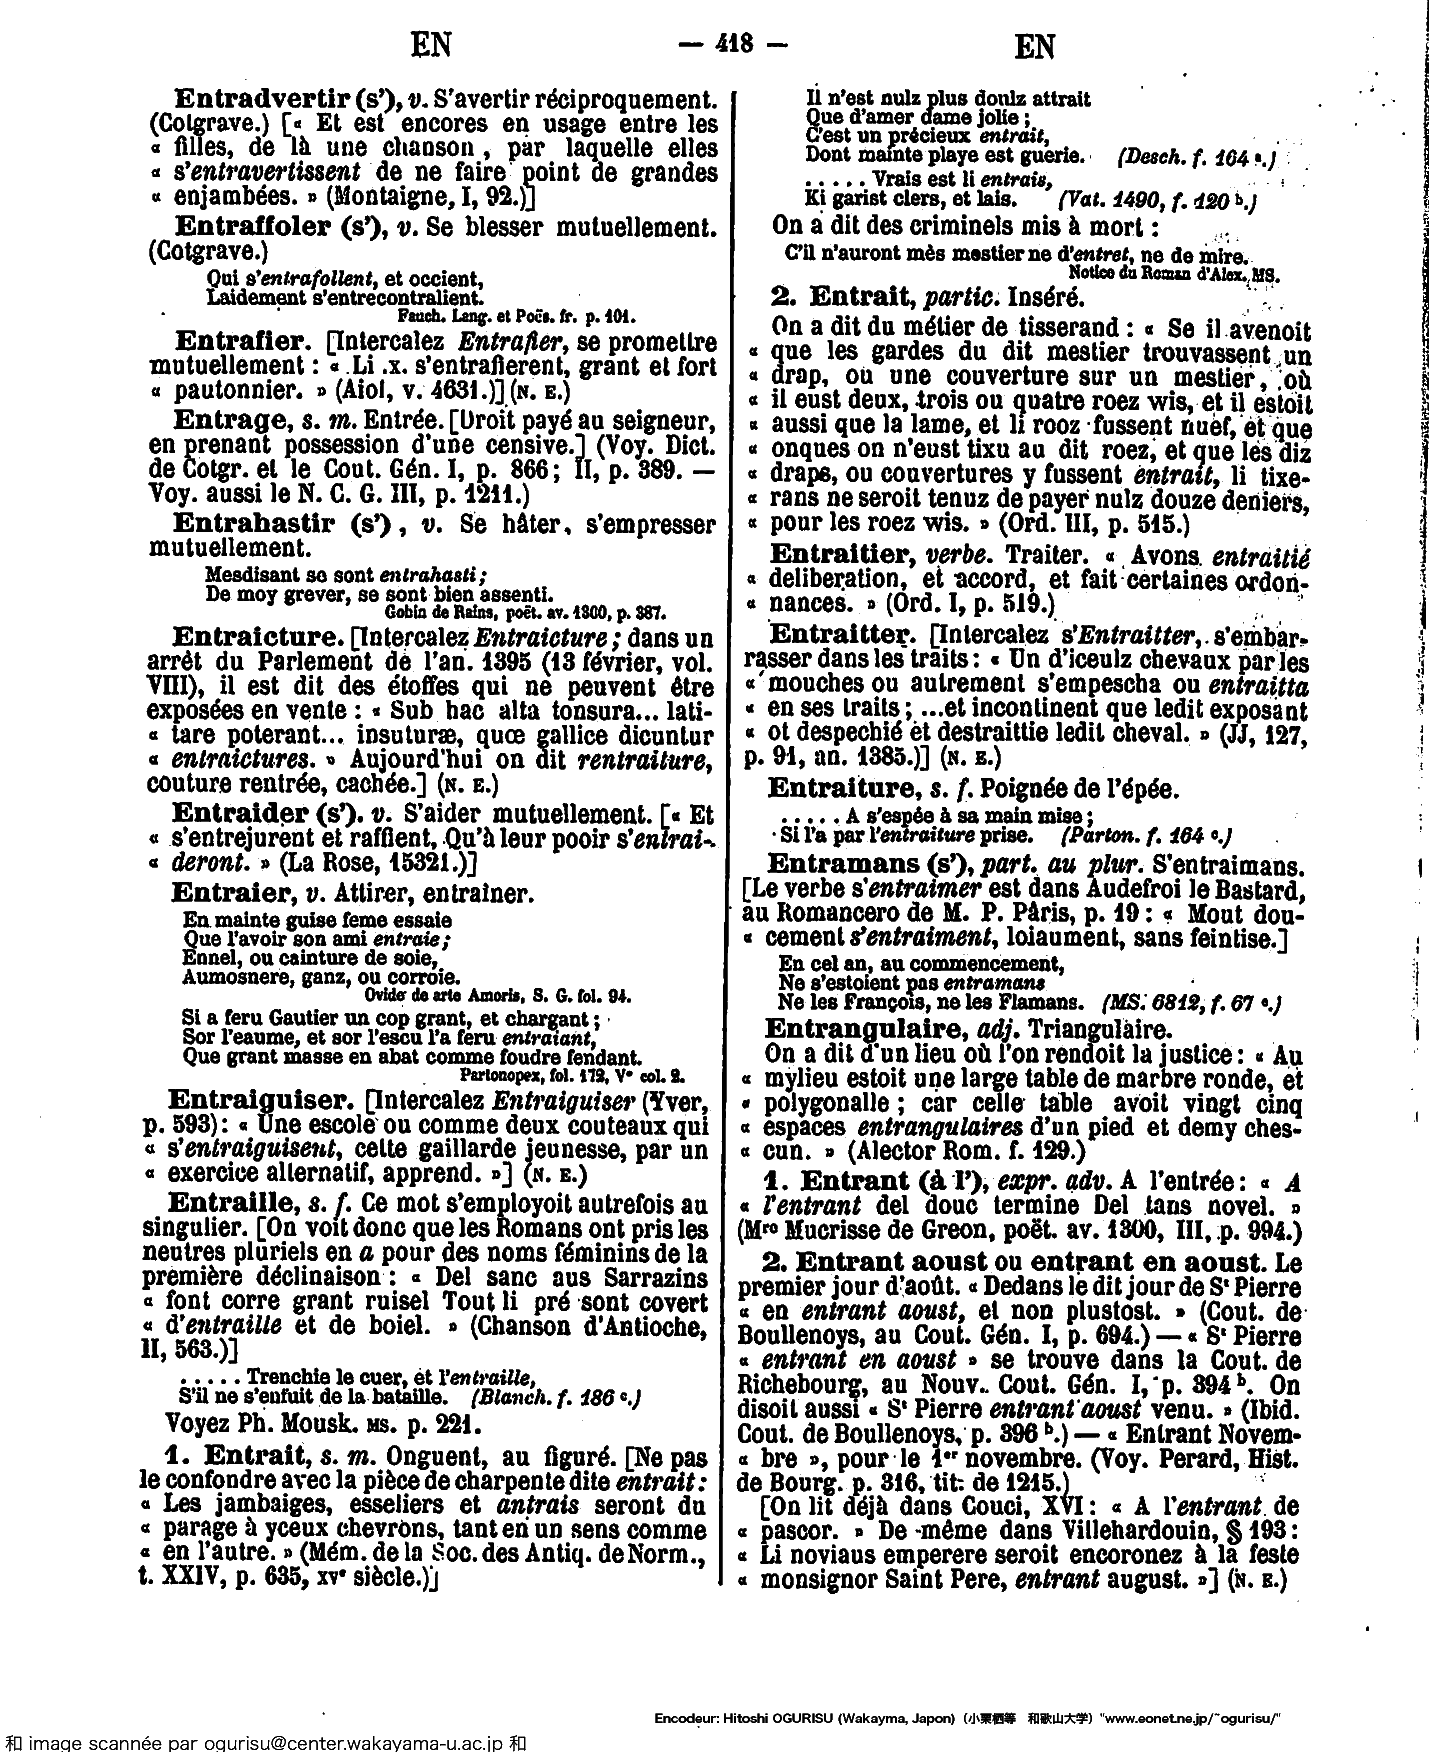 EN
— 418 —
EN
Entradvertir (s'), v. S'avertir réciproquement.
(Cotgrave.) [« Et est encores en usage entre les
« filles, de là une chanson, par laquelle elles
« s'entravertissent de ne faire point de grandes
« enjambées. » (Montaigne, I, 92.)]
Entraffoler (s'), v. Se blesser mutuellement.
(Cotgrave.)
Qui s'entrafollent, et occient,
Laidement s'entrecontralient.
Fauch. Lang. et Poës. fr. p. 101.
Entrafier. [Intercalez Entrafier, se promettre
mutuellement : « Li .x. s'entrafierent, grant et fort
« pautonnier. » (Aiol, v. 4631.)] (N. E.)
Entrage, s. m. Entrée. [Droit payé au seigneur,
en prenant possession d'une censive.] (Voy. Dict.
de Cotgr. et le Cout. Gén. I, p. 866; II, p. 389. —
Voy. aussi le N. C. G. III, p. 1211.)
Entrahastir (s'), v. Se hâter, s'empresser
mutuellement.
Mesdisant se sont entrahasti;
De moy grever, se sont bien assenti.
Gobin de Rains, poët. av. 1300, p. 387.
Entraicture. [Intercalez Entraicture; dans un
arrêt du Parlement de l'an. 1395 (13 février, vol.
VIII), il est dit des étoffes qui ne peuvent être
exposées en vente : « Sub hac alta tonsura... lati-
« tare poterant... insuturæ, quœ gallice dicuntur
« entraictures. » Aujourd'hui on dit rentraiture,
couture rentrée, cachée.] (N. E.)
Entraider (s'). v. S'aider mutuellement. [« Et
« s'entrejurent et raffient, Qu'à leur pooir s'entrai-
« deront. » (La Rose, 15321.)]
Entraier, v. Attirer, entraîner.
En mainte guise feme essaie
Que l'avoir son ami entraie;
Ennel, ou cainture de soie,
Aumosnere, ganz, ou corroie.
Ovide de arte Amoris, S. G. fol. 94.
Si a feru Gautier un cop grant, et chargant;
Sor l'eaume, et sor l'escu l'a feru entraiant,
Que grant masse en abat comme foudre fendant.
Partonopex, fol. 172, V° col. 2.
Entraiguiser. [Intercalez Entraiguiser (Yver,
p. 593): « Une escole ou comme deux couteaux qui
« s'entraiguisent, celte gaillarde jeunesse, par un
« exercice alternatif, apprend. »] (N. E.)
Entraille, s. f. Ce mot s'employoit autrefois au
singulier. [On voit donc que les Romans ont pris les
neutres pluriels en a pour des noms féminins de la
première déclinaison : « Del sanc aus Sarrazins
« font corre grant ruisel Tout li pré sont covert
« d'entraille et de boiel. » (Chanson d'Antioche,
II, 563.)]
..... Trenchie le cuer, et l'entraille,
S'il ne s'enfuit de la bataille. (Blanch. f. 186 c.)
Voyez Ph. Mousk. MS. p. 221.
1. Entrait, s. m. Onguent, au figuré. [Ne pas
le confondre avec la pièce de charpente dite entrait :
« Les jambaiges, esseliers et antrais seront du
« parage à yceux chevrons, tant en un sens comme
« en l'autre. » (Mém. de la Soc. des Antiq. de Norm.,
t. XXIV, p. 635, XVe siècle.)]
Il n'est nulz plus doulz attrait
Que d'amer dame jolie;
C'est un précieux entrait,
Dont mainte playe est guerie. (Desch. f. 164 a.)
..... Vrais est li entrais,
Ki garist clers, et lais. (Vat. 1490, f. 120 b.)
On a dit des criminels mis à mort :
C'il n'auront mès mestier ne d'entret, ne de mire.
Notice du Roman d'Alex. MS.
2. Entrait, partic. Inséré.
On a dit du métier de tisserand : « Se il avenoit
« que les gardes du dit mestier trouvassent un
« drap, ou une couverture sur un mestier, où
« il eust deux, trois ou quatre roez wis, et il estoit
« aussi que la lame, et li rooz fussent nuef, et que
« onques on n'eust tixu au dit roez, et que les diz
« draps, ou couvertures y fussent entrait, li tixe-
« rans ne seroit tenuz de payer nulz douze deniers,
« pour les roez wis. » (Ord. III, p. 515.)
Entraitier, verbe. Traiter. « Avons entraitié
« deliberation, et accord, et fait certaines ordon-
« nances. » (Ord. I, p. 519.)
Entraitter. [Intercalez s'Entraitter, s'embar-
rasser dans les traits : « Un d'iceulz chevaux par les
« mouches ou autrement s'empescha ou entraitta
« en ses traits; ...et incontinent que ledit exposant
« ot despechié et destraittie ledit cheval. » (JJ, 127,
p. 91, an. 1385.)] (N. E.)
Entraiture, s. f. Poignée de l'épée.
..... A s'espée à sa main mise;
Si l'a par l'entraiture prise. (Parton. f. 164 c.)
Entramans (s'), part. au plur. S'entraimans.
[Le verbe s'entraimer est dans Audefroi le Bastard,
au Romancero de M. P. Pâris, p. 19 : « Mout dou-
« cement s'entraiment, loiaument, sans feintise.]
En cel an, au commencement,
Ne s'estoient pas entramans
Ne les François, ne les Flamans. (MS. 6812, f. 67 c.)
Entrangulaire, adj. Triangulaire.
On a dit d'un lieu où l'on rendoit la justice : « Au
« mylieu estoit une large table de marbre ronde, et
« polygonalle; car celle table avoit vingt cinq
« espaces entrangulaires d'un pied et demy ches-
« cun. » (Alector Rom. f. 129.)
1. Entrant (à l'), expr. adv. A l'entrée : « A
« l'entrant del douc termine Del tans novel. »
(Mre Mucrisse de Greon, poët. av. 1300, III, p. 994.)
2. Entrant aoust ou entrant en aoust. Le
premier jour d'août. « Dedans le dit jour de St Pierre
« en entrant aoust, et non plustost. » (Cout. de
Boullenoys, au Cout. Gén. I, p. 694.) — « St Pierre
« entrant en aoust » se trouve dans la Cout. de
Richebourg, au Nouv. Cout. Gén. I, p. 394 b. On
disoit aussi « St Pierre entrant aoust venu. » (Ibid.
Cout. de Boullenoys, p. 396 b.) — « Entrant Novem-
« bre », pour le 1er novembre. (Voy. Perard, Hist.
de Bourg. p. 316, tit: de 1215.)
[On lit déjà dans Couci, XVI : « A l'entrant de
« pascor. » De même dans Villehardouin, § 193 :
« Li noviaus emperere seroit encoronez à la feste
« monsignor Saint Pere, entrant august. »] (N. E.)
Encodeur: Hitoshi OGURISU (Wakayma, Japon) (小栗栖等 和歌山大学) "www.eonet.ne.jp/~ogurisu/"
和 image scannée par ogurisu@center.wakayama-u.ac.jp 和